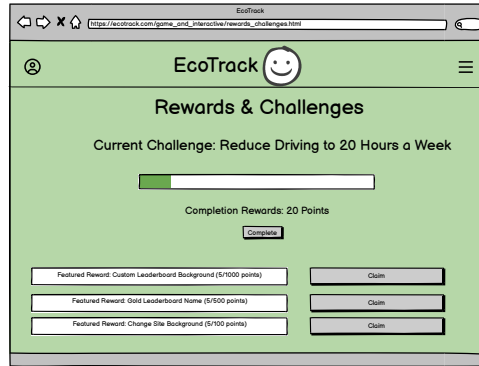 EcoTrack
https://ecotrack.com/game_and_interactive/rewards_challenges.html
EcoTrack
Rewards & Challenges
Current Challenge: Reduce Driving to 20 Hours a Week
Completion Rewards: 20 Points
Complete
Featured Reward: Custom Leaderboard Background (5/1000 points)
Claim
Featured Reward: Gold Leaderboard Name (5/500 points)
Claim
Featured Reward: Change Site Background (5/100 points)
Claim